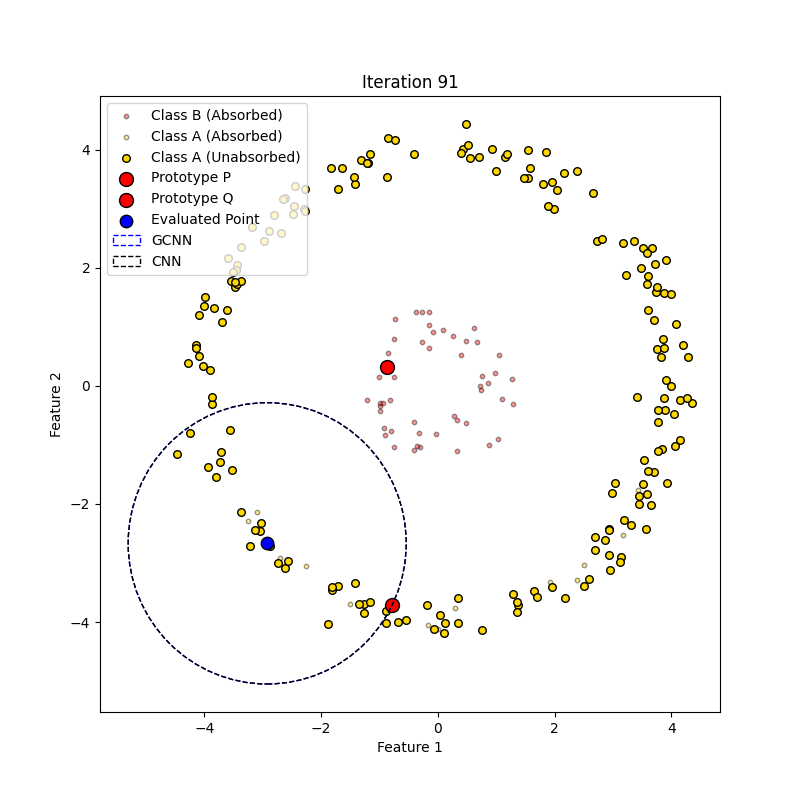 Iteration 91
Class B (Absorbed)
Class A (Absorbed)
Class A (Unabsorbed)
Prototype P
Prototype Q
Evaluated Point
GCNN
CNN
4
2
0
−2
−4
Feature 2
−4
−2
0
2
4
Feature 1